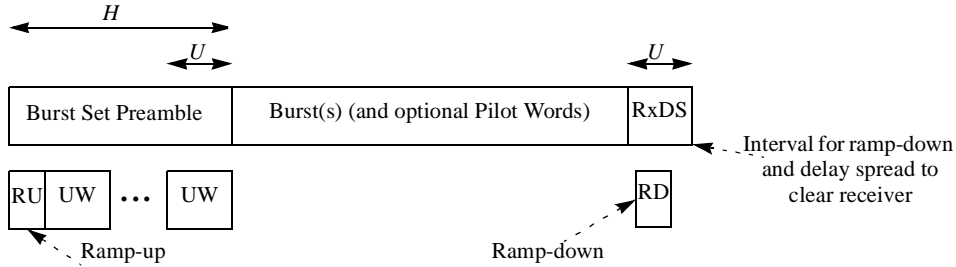 H
U
U
Burst Set Preamble
Burst(s) (and optional Pilot Words)
RxDS
Interval for ramp-down
and delay spread to
clear receiver
RU
UW
...
UW
RD
Ramp-up
Ramp-down